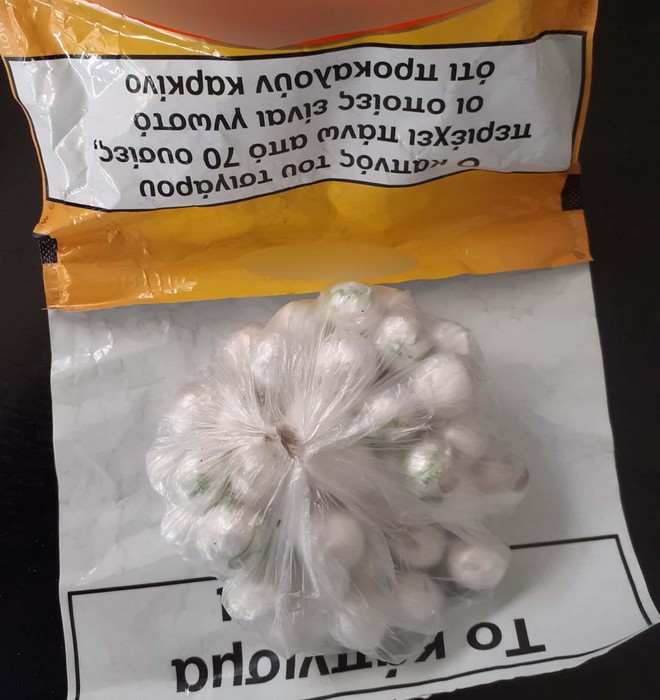 Ο καπνός του τσιγάρου
περιέχει πάνω από 70 ουσίες,
οι οποίες είναι γνωστό
ότι προκαλούν καρκίνο
Το κάπνισμα